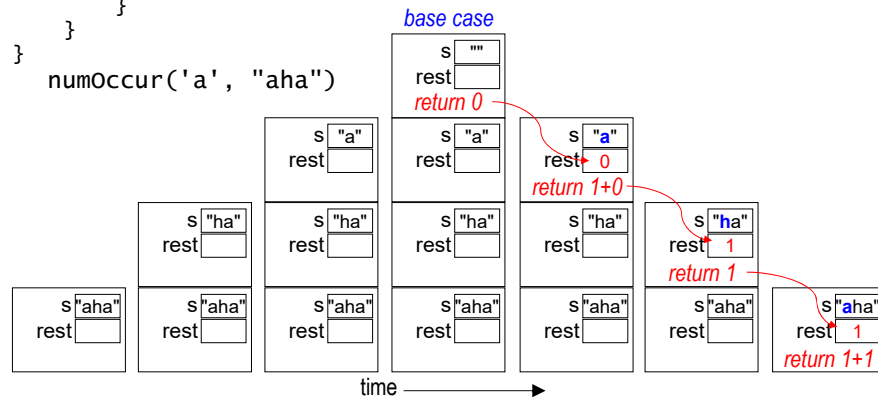 }
}
}
numOccur('a', "aha")
base case
s ""
rest
return 0
s "a"
rest
s "a"
rest
s "a"
rest 0
return 1+0
s "ha"
rest
s "ha"
rest
s "ha"
rest
s "ha"
rest
s "ha"
rest 1
return 1
s "aha"
rest
s "aha"
rest
s "aha"
rest
s "aha"
rest
s "aha"
rest
s "aha"
rest
s "aha"
rest 1
return 1+1
time